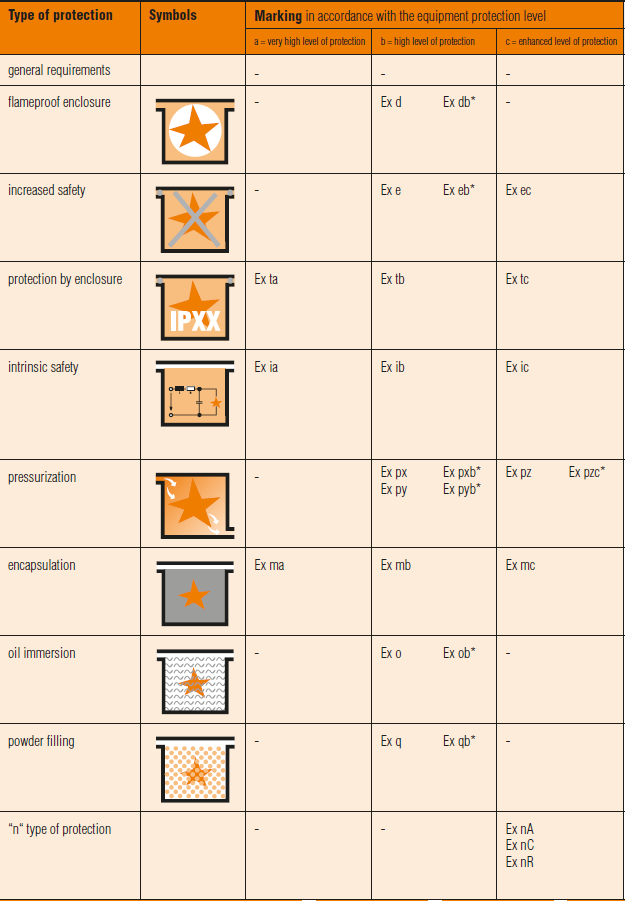 Type of protection Symbols Marking in accordance with the equipment protection level
a = very high level of protection b = high level of protection c = enhanced level of protection
general requirements - - -
flameproof enclosure - Ex d Ex db* -
increased safety - Ex e Ex eb* Ex ec
protection by enclosure IPXX Ex ta Ex tb Ex tc
intrinsic safety Ex ia Ex ib Ex ic
pressurization - Ex px Ex pxb* Ex pz Ex pzc*
Ex py Ex pyb*
encapsulation Ex ma Ex mb Ex mc
oil immersion - Ex o Ex ob* -
powder filling - Ex q Ex qb* -
"n“ type of protection - - Ex nA
Ex nC
Ex nR